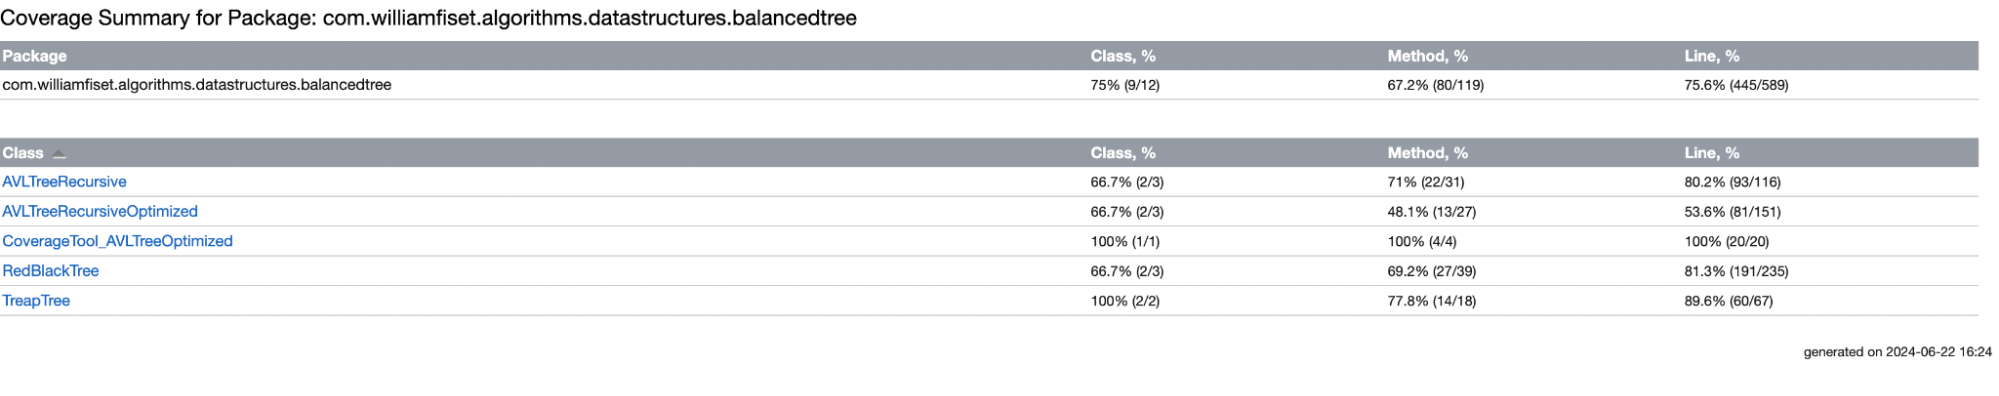 Coverage Summary for Package: com.williamfiset.algorithms.datastructures.balancedtree
Package Class, % Method, % Line, %
com.williamfiset.algorithms.datastructures.balancedtree 75% (9/12) 67.2% (80/119) 75.6% (445/589)
Class Class, % Method, % Line, %
AVLTreeRecursive 66.7% (2/3) 71% (22/31) 80.2% (93/116)
AVLTreeRecursiveOptimized 66.7% (2/3) 48.1% (13/27) 53.6% (81/151)
CoverageTool_AVLTreeOptimized 100% (1/1) 100% (4/4) 100% (20/20)
RedBlackTree 66.7% (2/3) 69.2% (27/39) 81.3% (191/235)
TreapTree 100% (2/2) 77.8% (14/18) 89.6% (60/67)
generated on 2024-06-22 16:24